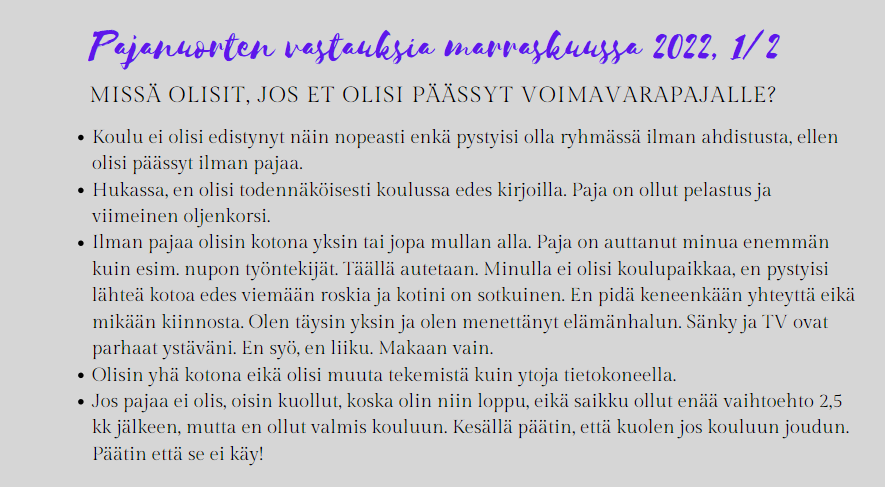 Pajanuorten vastauksia marraskuussa 2022, 1/2
MISSÄ OLISIT, JOS ET OLISI PÄÄSSYT VOIMAVARAPAJALLE?
• Koulu ei olisi edistynyt näin nopeasti enkä pystyisi olla ryhmässä ilman ahdistusta, ellen
olisi päässyt ilman pajaa.
• Hukassa, en olisi todennäköisesti koulussa edes kirjoilla. Paja on ollut pelastus ja
viimeinen oljenkorsi.
• Ilman pajaa olisin kotona yksin tai jopa mullan alla. Paja on auttanut minua enemmän
kuin esim. nupon työntekijät. Täällä autetaan. Minulla ei olisi koulupaikkaa, en pystyisi
lähteä kotoa edes viemään roskia ja kotini on sotkuinen. En pidä keneenkään yhteyttä eikä
mikään kiinnosta. Olen täysin yksin ja olen menettänyt elämänhalun. Sänky ja TV ovat
parhaat ystäväni. En syö, en liiku. Makaan vain.
• Olisin yhä kotona eikä olisi muuta tekemistä kuin ytoja tietokoneella.
• Jos pajaa ei olis, oisin kuollut, koska olin niin loppu, eikä saikku ollut enää vaihtoehto 2,5
kk jälkeen, mutta en ollut valmis kouluun. Kesällä päätin, että kuolen jos kouluun joudun.
Päätin että se ei käy!